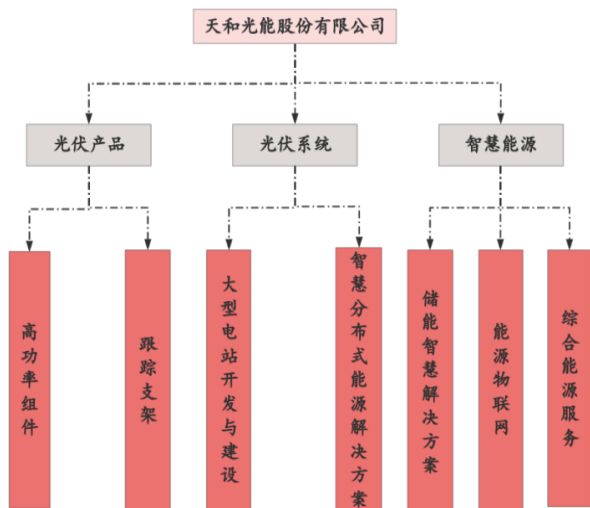 天和光能股份有限公司
光伏产品
光伏系统
智慧能源
高功率组件
跟踪支架
大型电站开发与建设
智慧分布式能源解决方案
储能智慧解决方案
能源物联网
综合能源服务